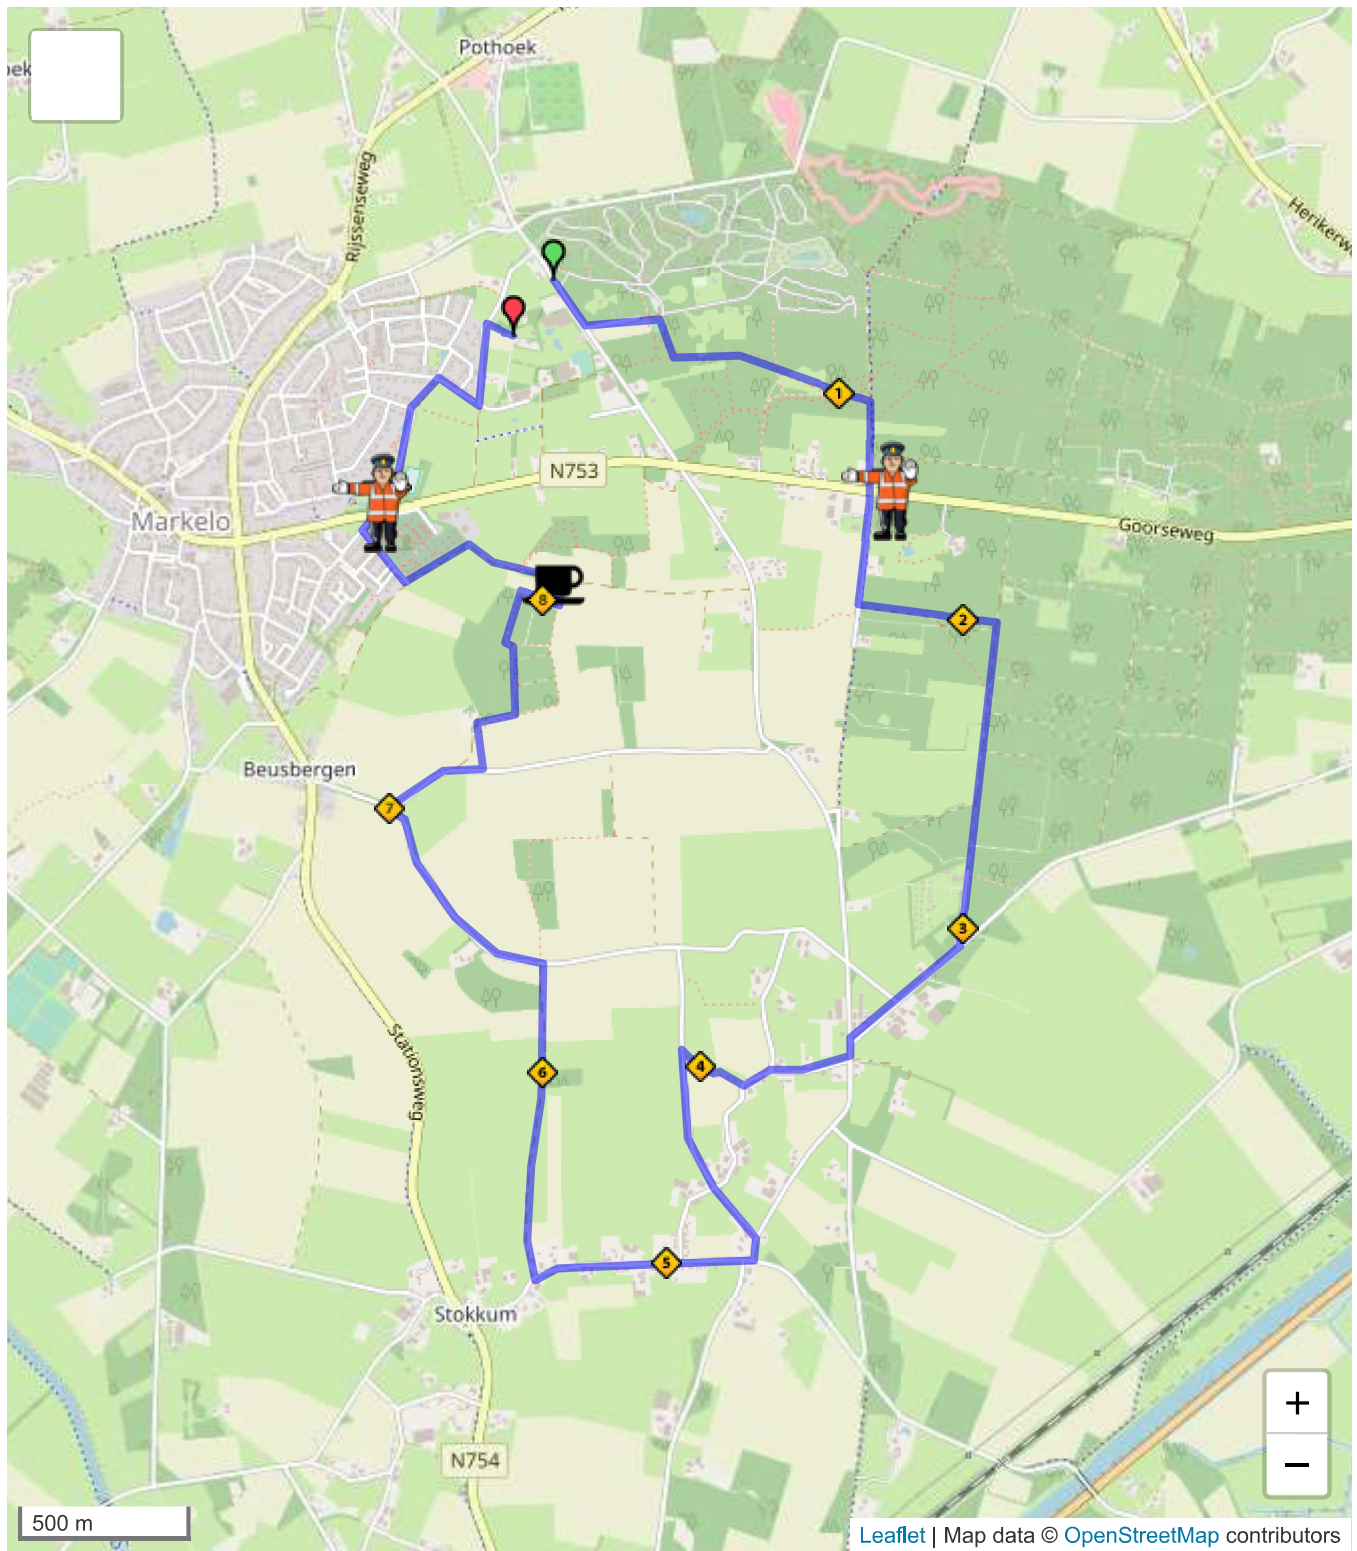 Pothoek
oek
Rijssenseweg
Herikerw
1
N753
Markelo
Goorseweg
8
2
Beusbergen
7
3
Stationsweg
4
6
5
Stokkum
N754
+
−
500 m
Leaflet | Map data © OpenStreetMap contributors